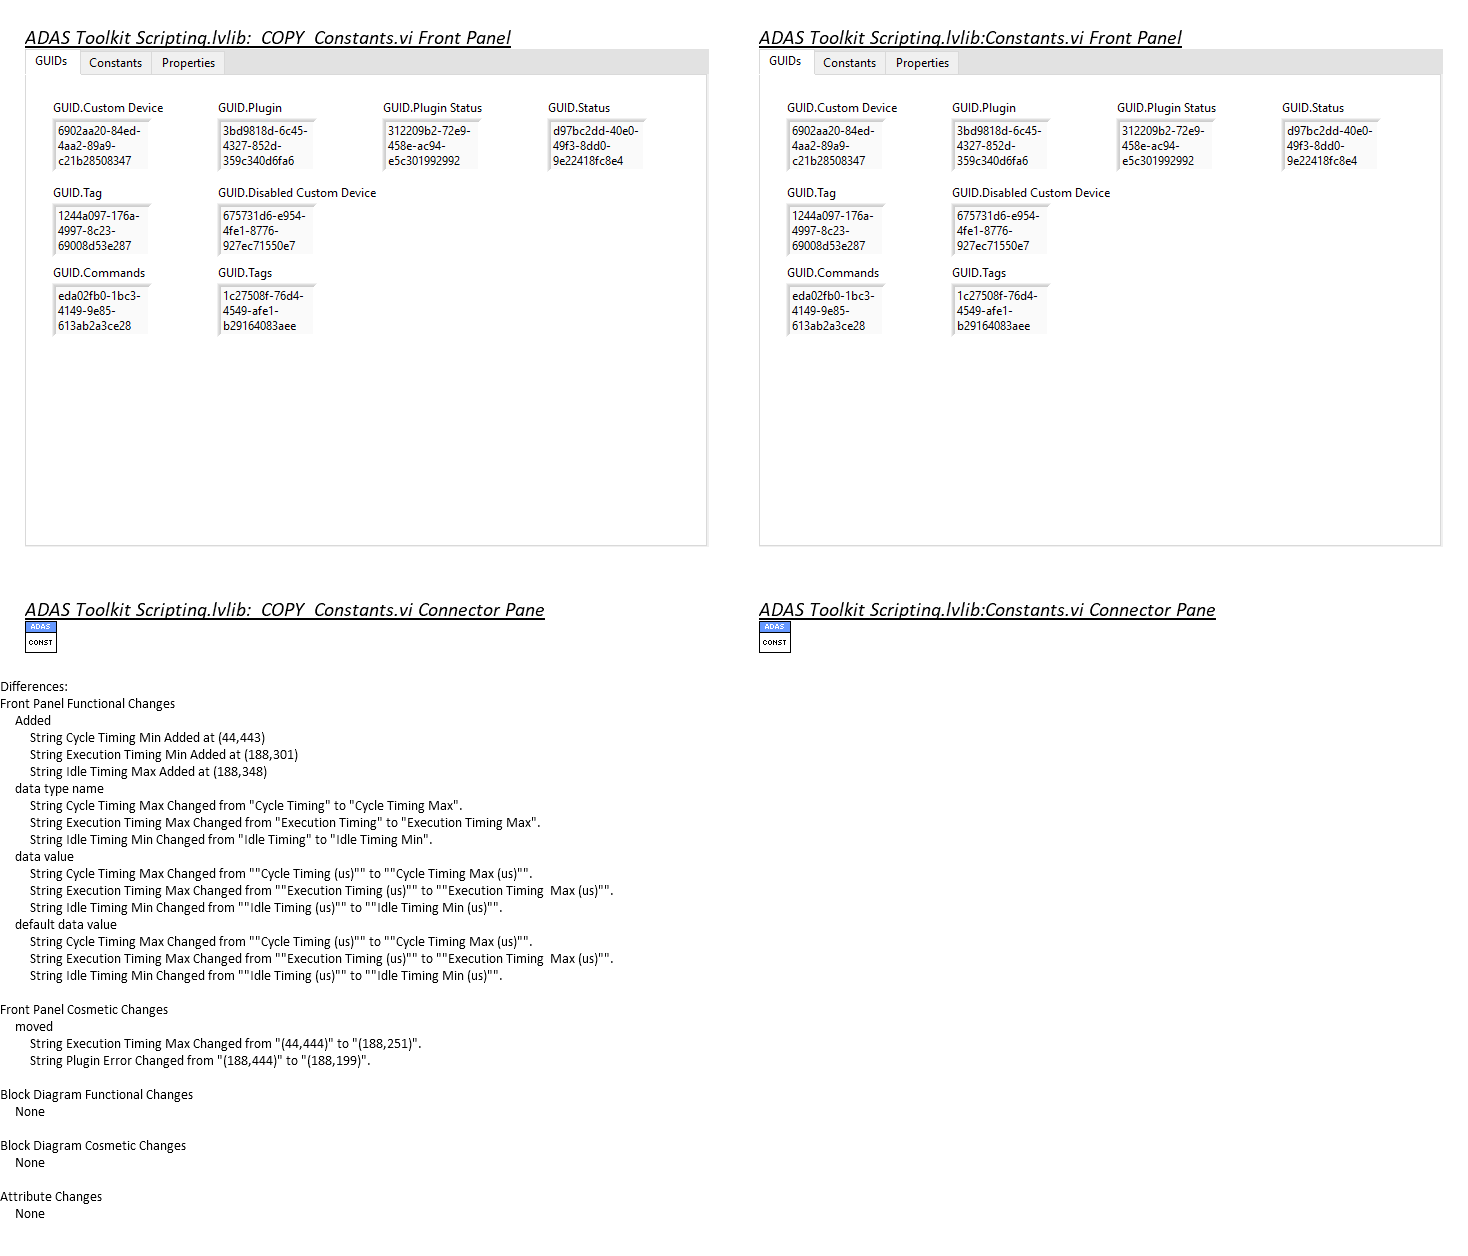 ADAS Toolkit Scripting.lvlib:_COPY_Constants.vi Front Panel
GUIDs Constants Properties
GUID.Custom Device GUID.Plugin GUID.Plugin Status GUID.Status
6902aa20-84ed- 3bd9818d-6c45- 312209b2-72e9- d97bc2dd-40e0-
4aa2-89a9- 4327-852d- 458e-ac94- 49f3-8dd0-
c21b28508347 359c340d6fa6 e5c301992992 9e22418fc8e4
GUID.Tag GUID.Disabled Custom Device
1244a097-176a- 675731d6-e954-
4997-8c23- 4fe1-8776-
69008d53e287 927ec71550e7
GUID.Commands GUID.Tags
eda02fb0-1bc3- 1c27508f-76d4-
4149-9e85- 4549-afe1-
613ab2a3ce28 b29164083aee
ADAS Toolkit Scripting.lvlib:Constants.vi Front Panel
GUIDs Constants Properties
GUID.Custom Device GUID.Plugin GUID.Plugin Status GUID.Status
6902aa20-84ed- 3bd9818d-6c45- 312209b2-72e9- d97bc2dd-40e0-
4aa2-89a9- 4327-852d- 458e-ac94- 49f3-8dd0-
c21b28508347 359c340d6fa6 e5c301992992 9e22418fc8e4
GUID.Tag GUID.Disabled Custom Device
1244a097-176a- 675731d6-e954-
4997-8c23- 4fe1-8776-
69008d53e287 927ec71550e7
GUID.Commands GUID.Tags
eda02fb0-1bc3- 1c27508f-76d4-
4149-9e85- 4549-afe1-
613ab2a3ce28 b29164083aee
ADAS Toolkit Scripting.lvlib:_COPY_Constants.vi Connector Pane
ADAS
CONST
ADAS Toolkit Scripting.lvlib:Constants.vi Connector Pane
ADAS
CONST
Differences:
Front Panel Functional Changes
Added
String Cycle Timing Min Added at (44,443)
String Execution Timing Min Added at (188,301)
String Idle Timing Max Added at (188,348)
data type name
String Cycle Timing Max Changed from "Cycle Timing" to "Cycle Timing Max".
String Execution Timing Max Changed from "Execution Timing" to "Execution Timing Max".
String Idle Timing Min Changed from "Idle Timing" to "Idle Timing Min".
data value
String Cycle Timing Max Changed from ""Cycle Timing (us)"" to ""Cycle Timing Max (us)"".
String Execution Timing Max Changed from ""Execution Timing (us)"" to ""Execution Timing  Max (us)"".
String Idle Timing Min Changed from ""Idle Timing (us)"" to ""Idle Timing Min (us)"".
default data value
String Cycle Timing Max Changed from ""Cycle Timing (us)"" to ""Cycle Timing Max (us)"".
String Execution Timing Max Changed from ""Execution Timing (us)"" to ""Execution Timing  Max (us)"".
String Idle Timing Min Changed from ""Idle Timing (us)"" to ""Idle Timing Min (us)"".
Front Panel Cosmetic Changes
moved
String Execution Timing Max Changed from "(44,444)" to "(188,251)".
String Plugin Error Changed from "(188,444)" to "(188,199)".
Block Diagram Functional Changes
None
Block Diagram Cosmetic Changes
None
Attribute Changes
None